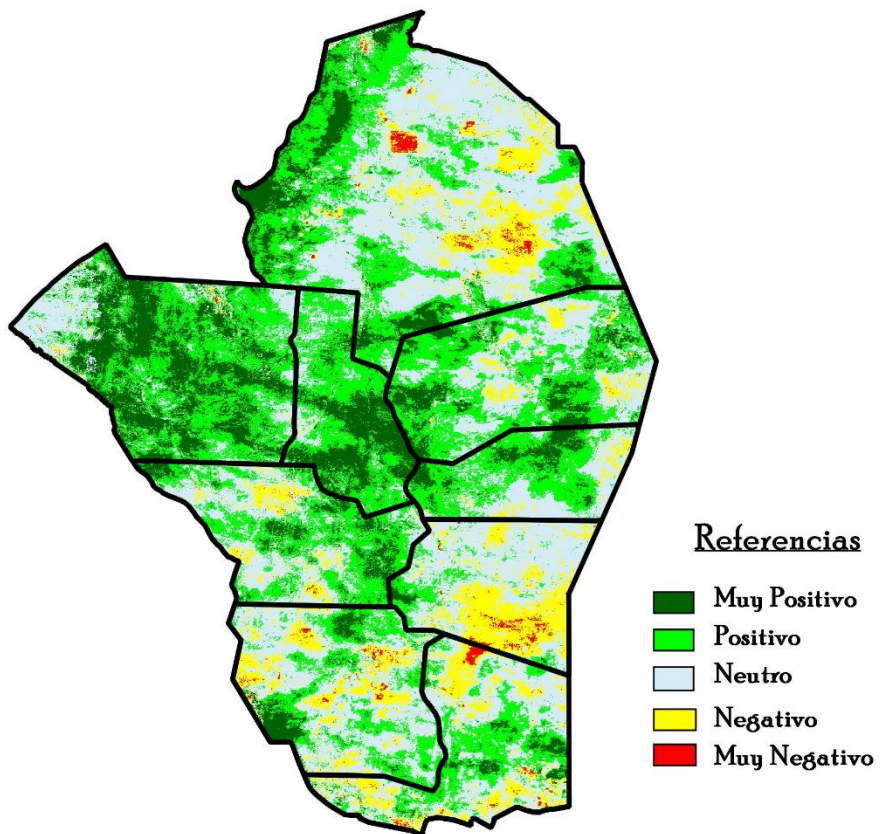 Referencias
Muy Positivo
Positivo
Neutro
Negativo
Muy Negativo